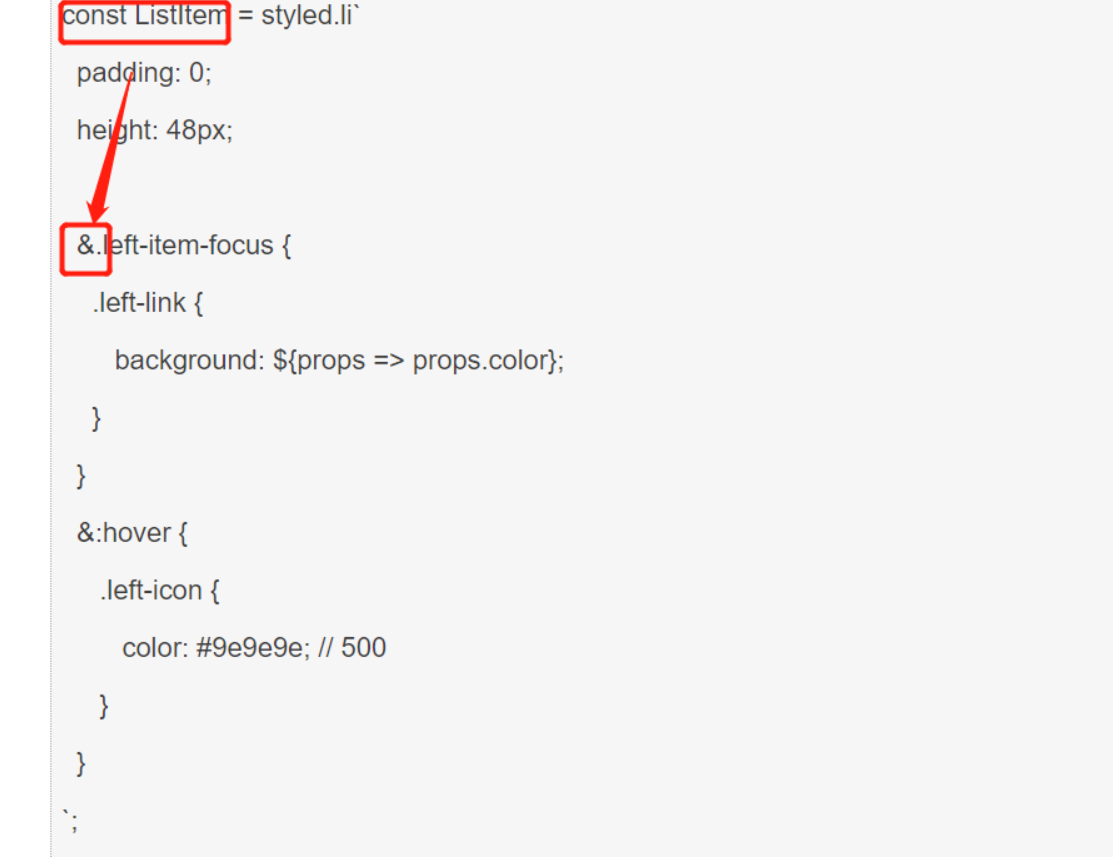 const ListItem = styled.li`
padding: 0;
height: 48px;
&.left-item-focus {
.left-link {
background: ${props => props.color};
}
}
&:hover {
.left-icon {
color: #9e9e9e; // 500
}
}
`;